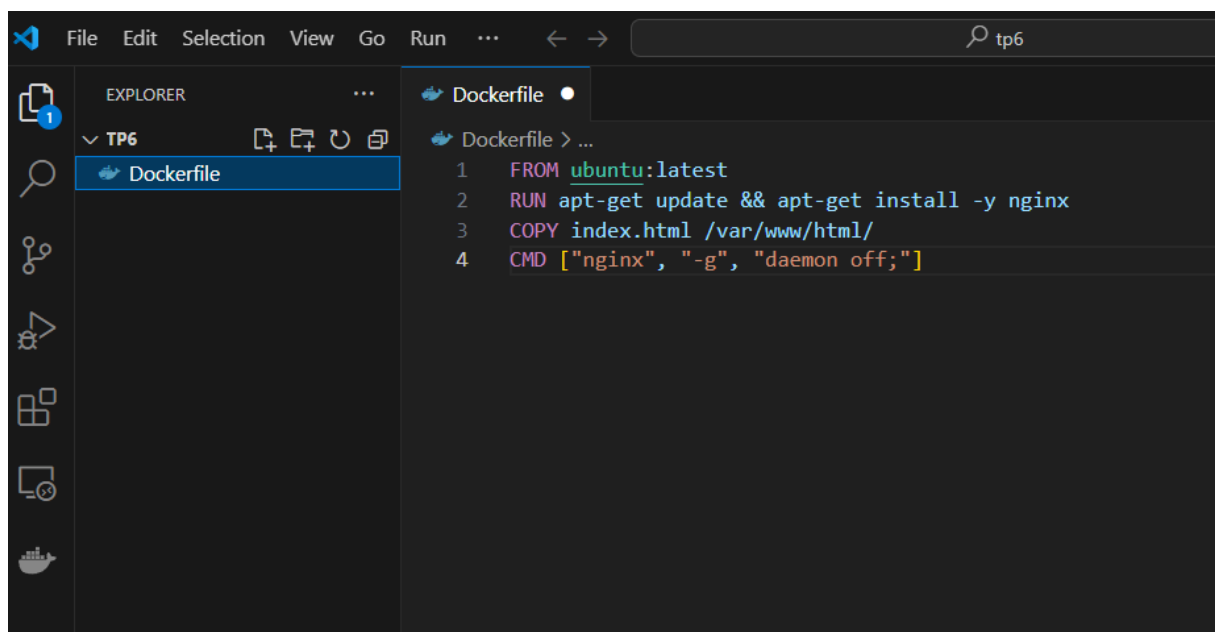 File Edit Selection View Go Run ··· tp6
1
EXPLORER ···
Dockerfile
TP6
Dockerfile > ...
Dockerfile
1 FROM ubuntu:latest
2 RUN apt-get update && apt-get install -y nginx
3 COPY index.html /var/www/html/
4 CMD ["nginx", "-g", "daemon off;"]